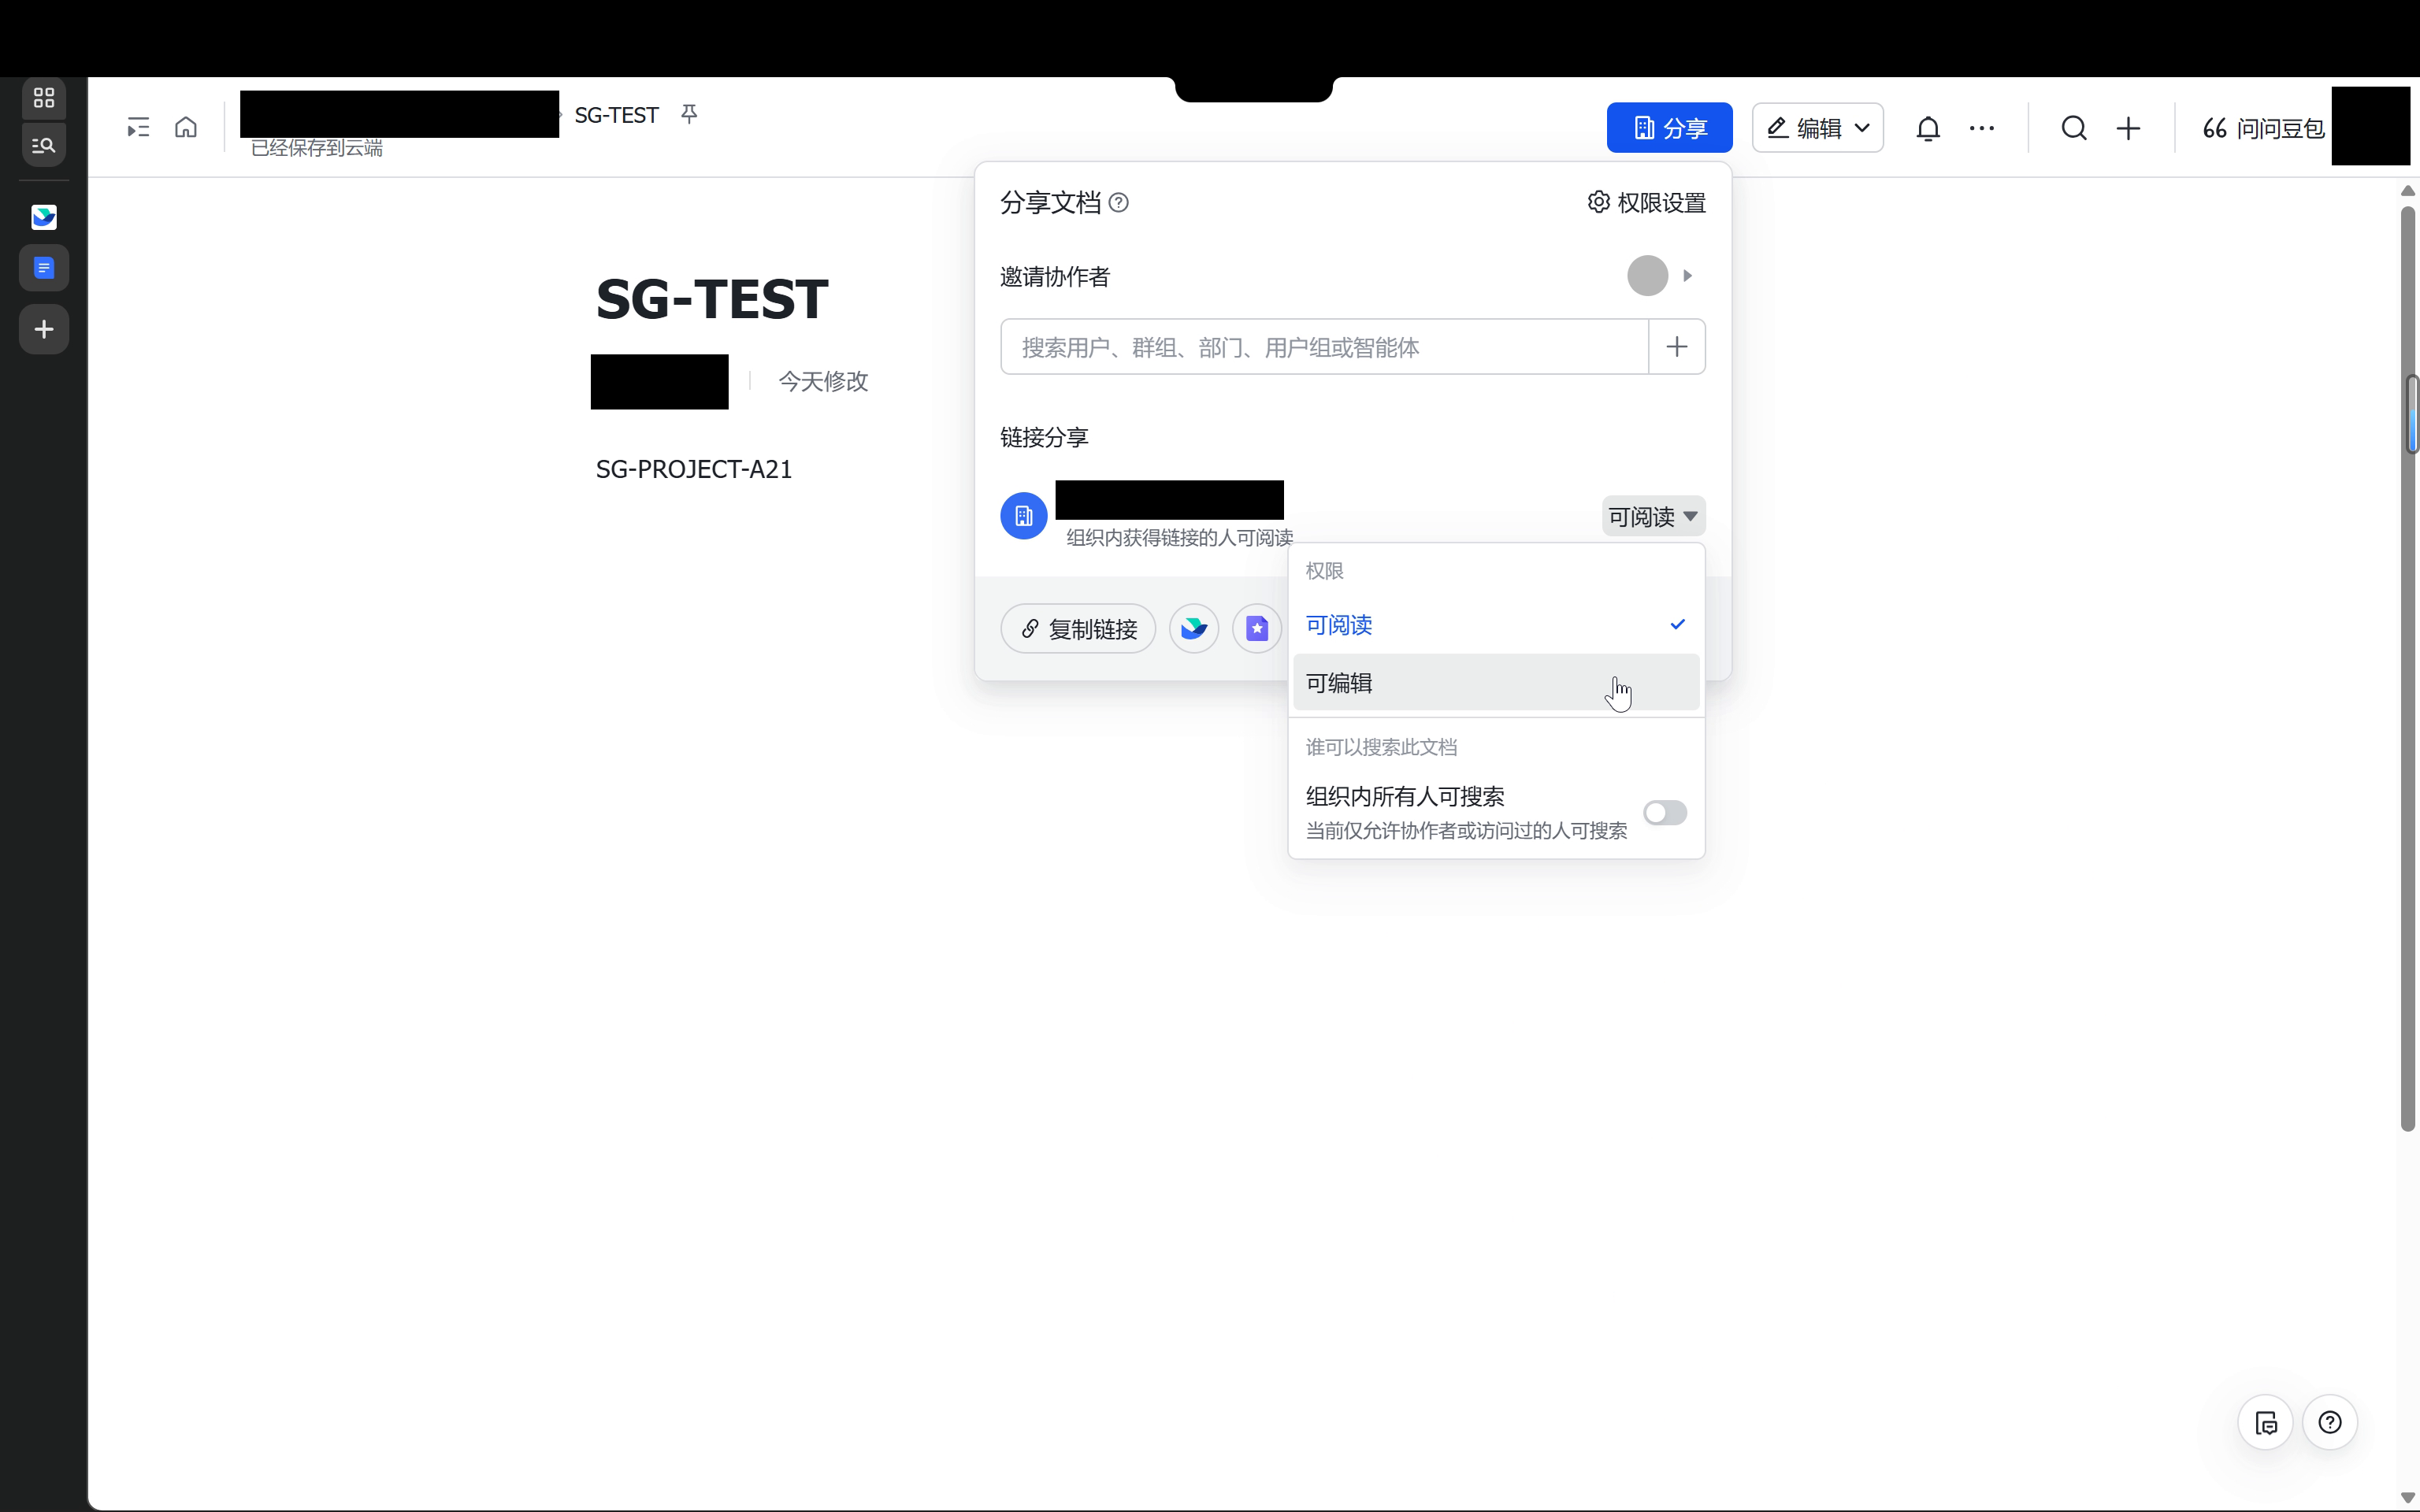 SG-TEST
已经保存到云端
分享
编辑
问问豆包
分享文档
权限设置
SG-TEST
邀请协作者
搜索用户、群组、部门、用户组或智能体
今天修改
链接分享
SG-PROJECT-A21
可阅读
组织内获得链接的人可阅读
权限
复制链接
可阅读
可编辑
谁可以搜索此文档
组织内所有人可搜索
当前仅允许协作者或访问过的人可搜索